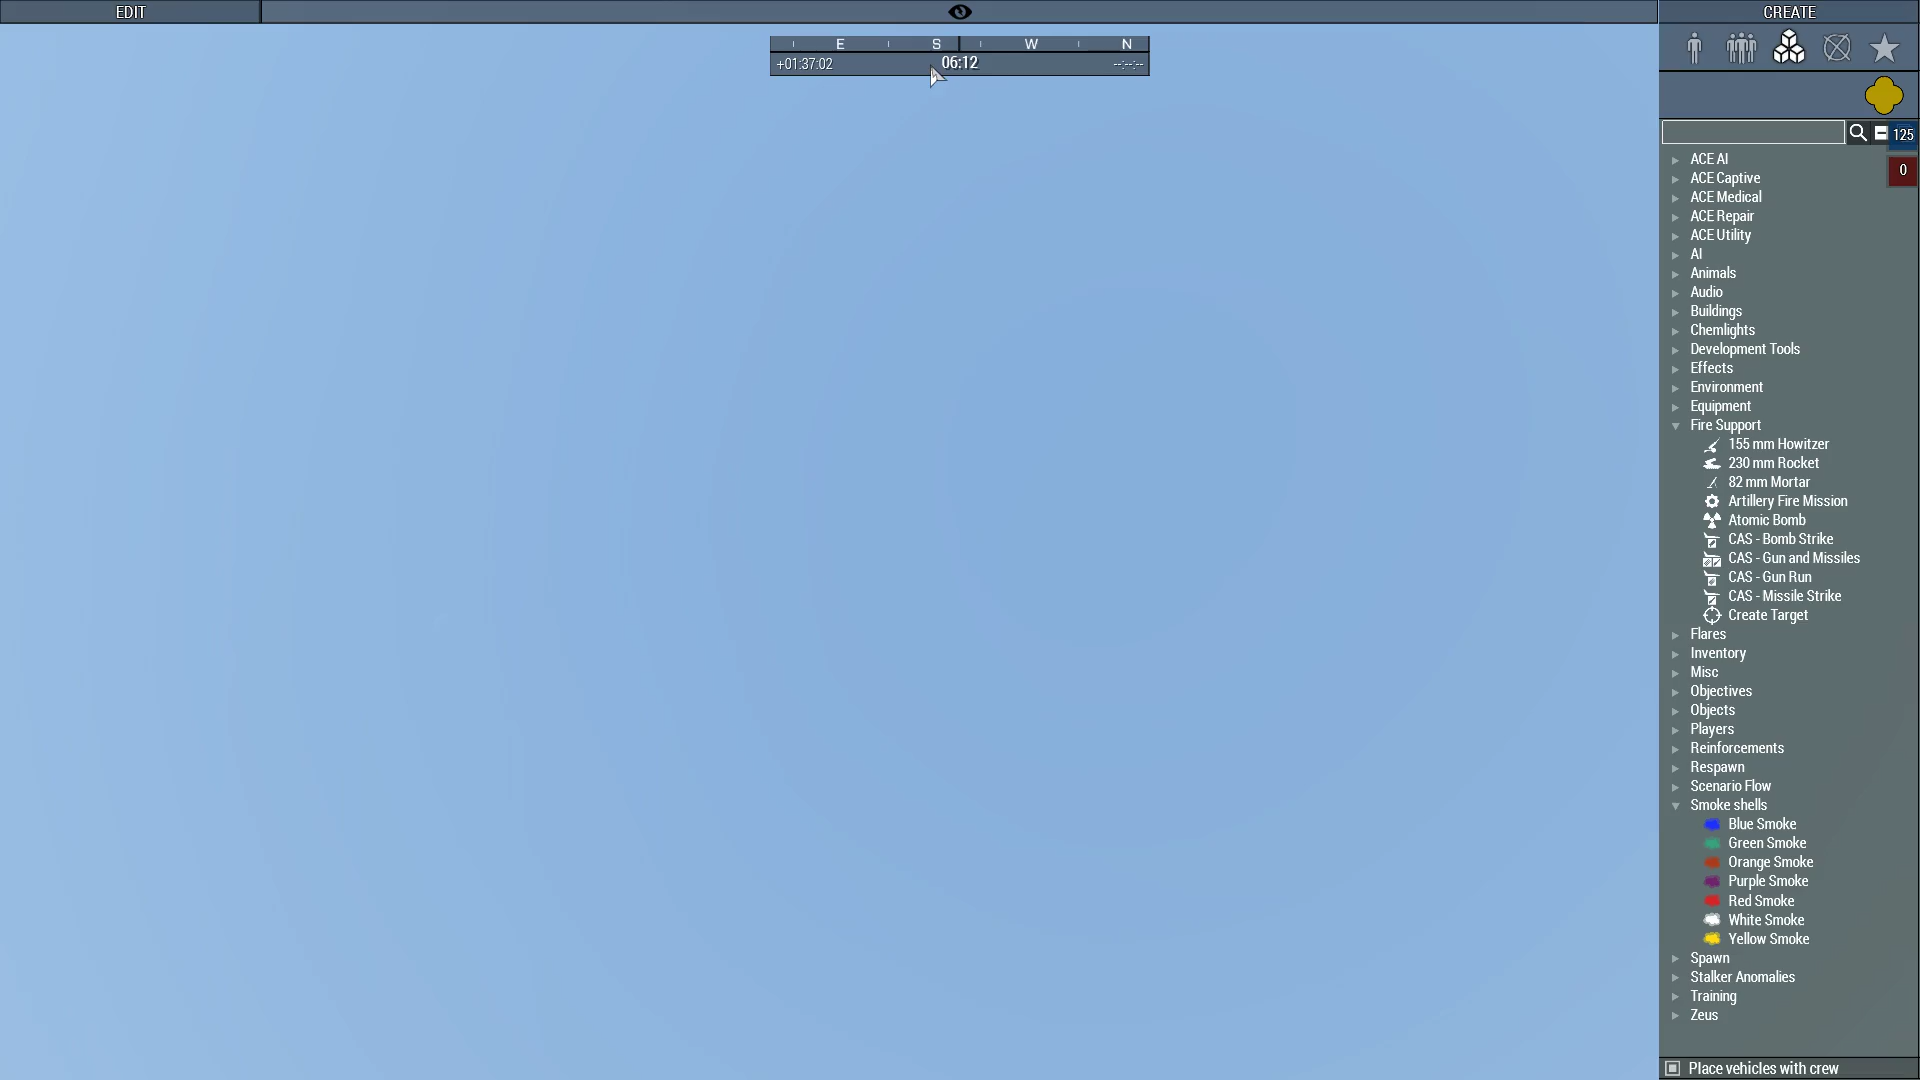 EDIT
CREATE
E S W N
+01:37:02 06:12 --:--:--
125
0
ACE AI
ACE Captive
ACE Medical
ACE Repair
ACE Utility
AI
Animals
Audio
Buildings
Chemlights
Development Tools
Effects
Environment
Equipment
Fire Support
155 mm Howitzer
230 mm Rocket
82 mm Mortar
Artillery Fire Mission
Atomic Bomb
CAS - Bomb Strike
CAS - Gun and Missiles
CAS - Gun Run
CAS - Missile Strike
Create Target
Flares
Inventory
Misc
Objectives
Objects
Players
Reinforcements
Respawn
Scenario Flow
Smoke shells
Blue Smoke
Green Smoke
Orange Smoke
Purple Smoke
Red Smoke
White Smoke
Yellow Smoke
Spawn
Stalker Anomalies
Training
Zeus
Place vehicles with crew